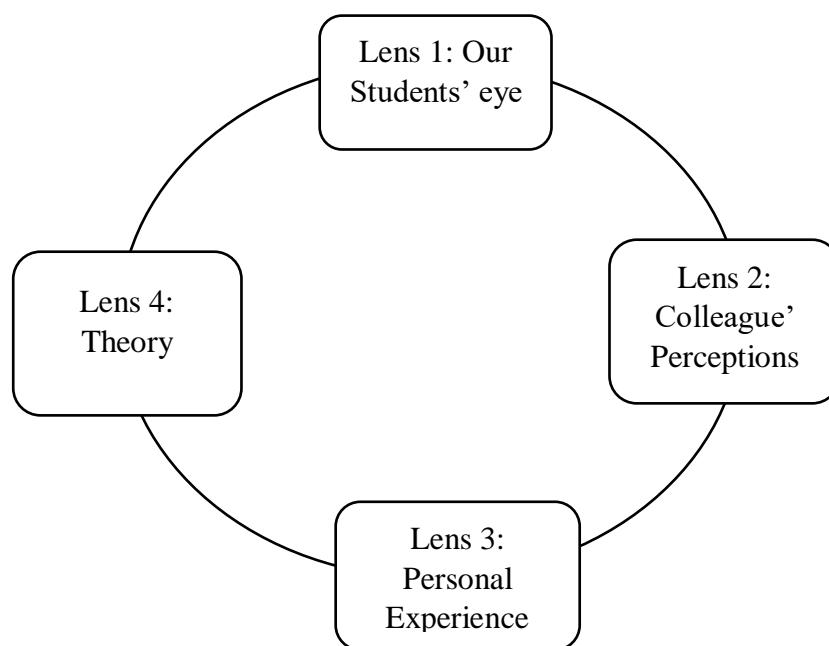 Lens 1: Our
Students’ eye
Lens 2:
Colleague’
Perceptions
Lens 3:
Personal
Experience
Lens 4:
Theory